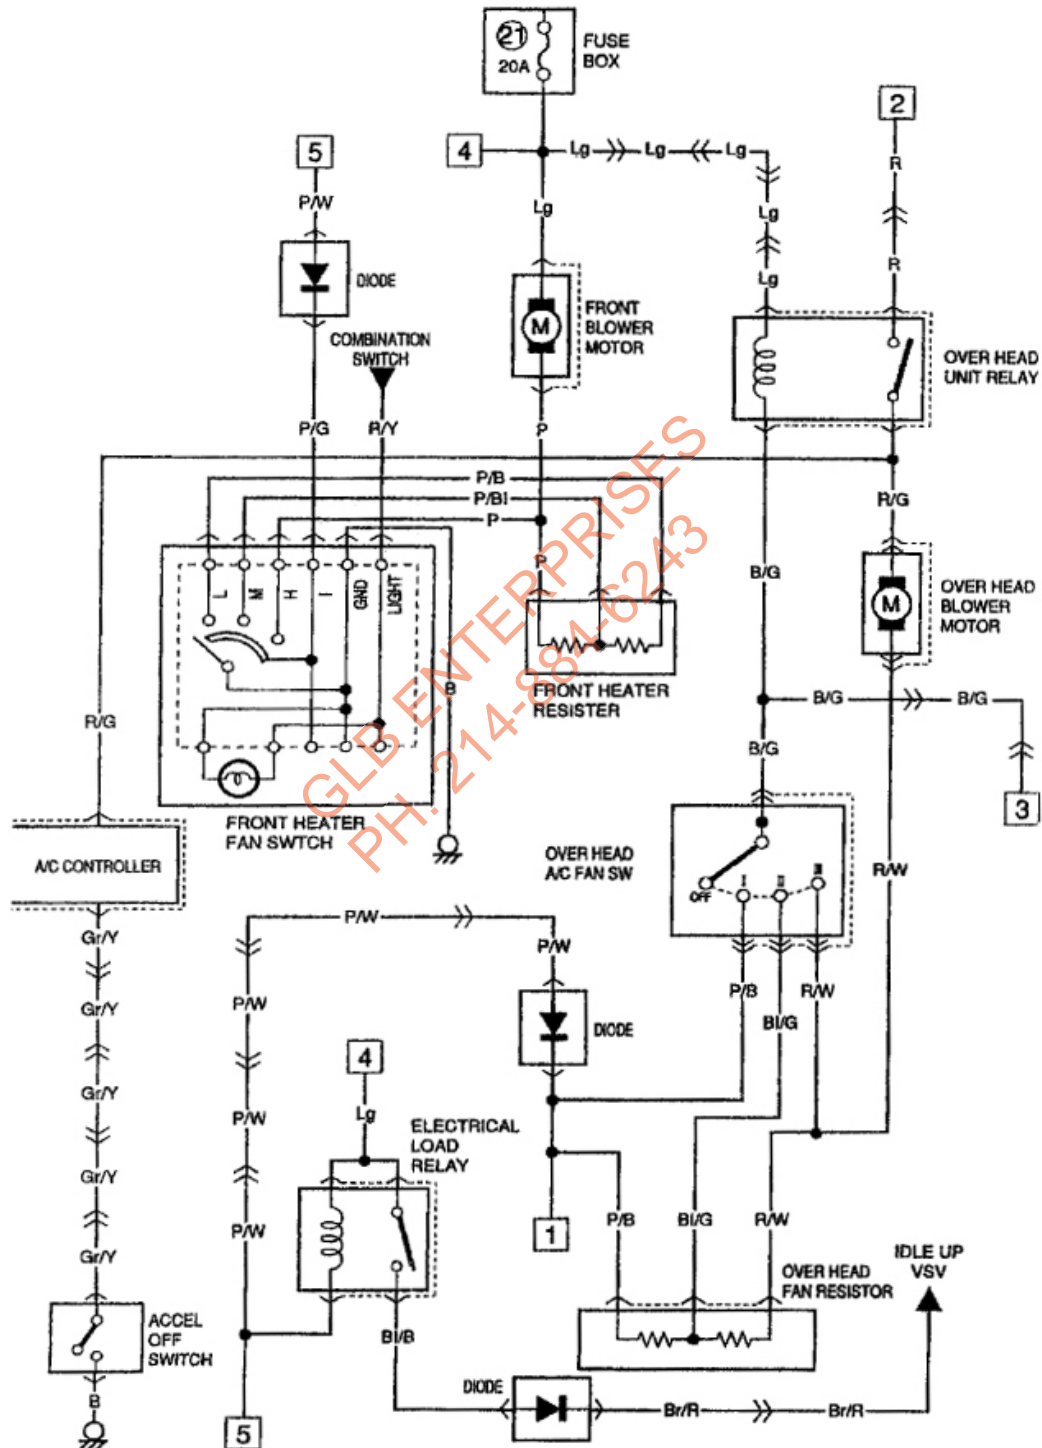 21
20A
FUSE
BOX
2
5
4
Lg
Lg
Lg
R
P/W
Lg
Lg
R
Lg
DIODE
FRONT
BLOWER
MOTOR
M
COMBINATION
SWITCH
OVER HEAD
UNIT RELAY
P/G
R/Y
P
P/B
P/Bl
P
R/G
P
B/G
L
M
H
I
GND
LIGHT
M
OVER HEAD
BLOWER
MOTOR
GLB ENTERPRISES
PH. 214-884-6243
FRONT HEATER
RESISTER
B
B/G
B/G
R/G
B/G
3
FRONT HEATER
FAN SWTCH
OVER HEAD
A/C FAN SW
A/C CONTROLLER
OFF
I
II
III
R/W
Gr/Y
P/W
P/W
P/W
P/B
R/W
Gr/Y
Bl/G
DIODE
4
Gr/Y
Lg
P/W
ELECTRICAL
LOAD
RELAY
Gr/Y
P/W
1
P/B
Bl/G
R/W
Gr/Y
IDLE UP
VSV
OVER HEAD
FAN RESISTOR
ACCEL
OFF
SWITCH
Bl/B
B
DIODE
5
Br/R
Br/R